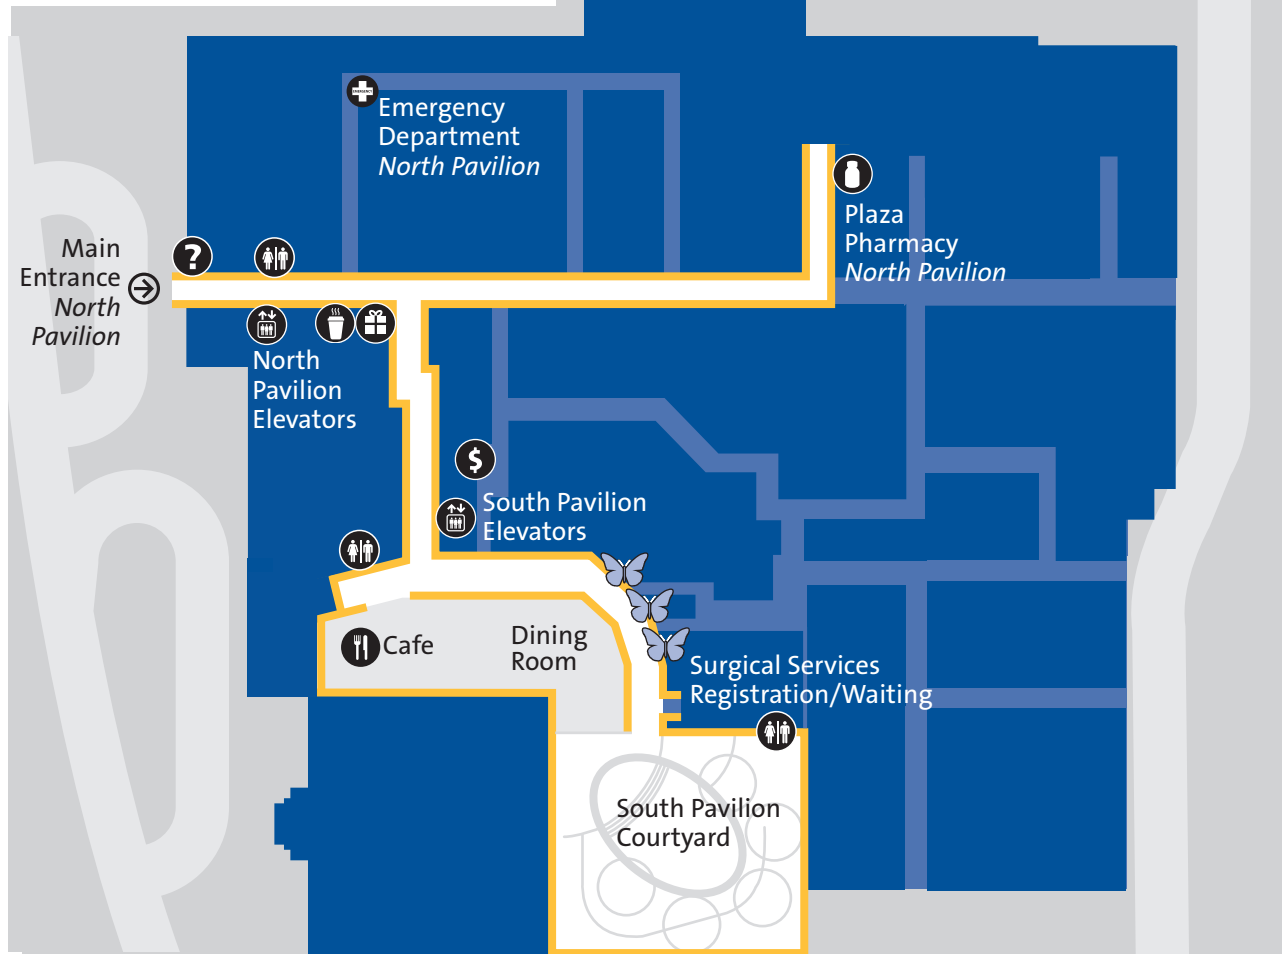 EMERGENCY
Emergency
Department
North Pavilion
Plaza
Pharmacy
North Pavilion
Main
Entrance
North
Pavilion
?
North
Pavilion
Elevators
$
South Pavilion
Elevators
Cafe
Dining
Room
Surgical Services
Registration/Waiting
South Pavilion
Courtyard